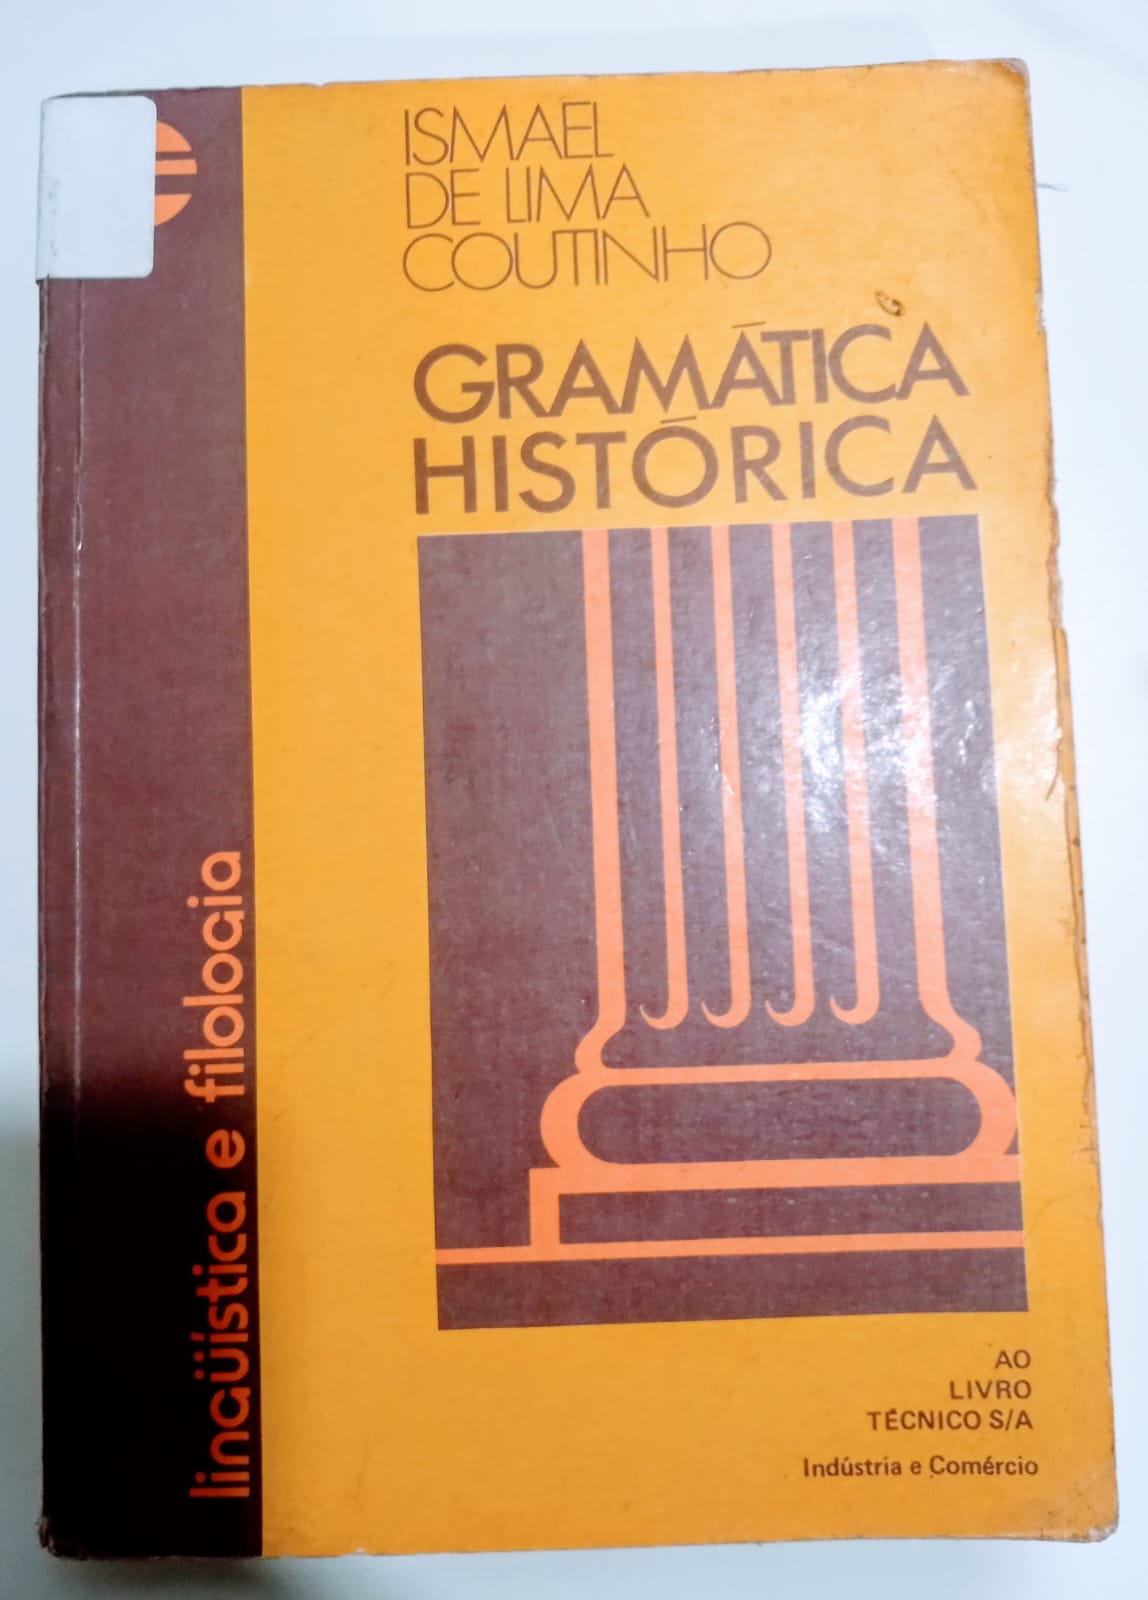 ISMAEL
DE LIMA
COUTINHO
GRAMÁTICA
HISTÓRICA
lingüística e filologia
AO
LIVRO
TÉCNICO S/A
Indústria e Comércio